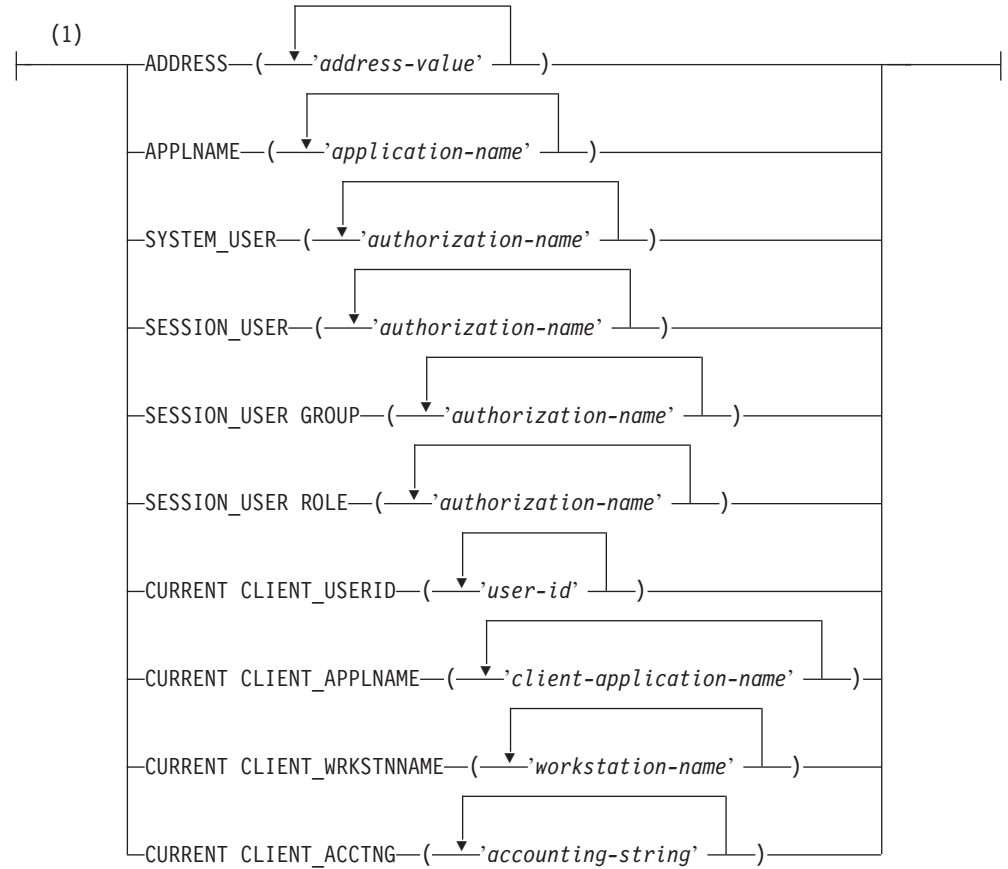 (1)
ADDRESS ( 'address-value' )
APPLNAME ( 'application-name' )
SYSTEM_USER ( 'authorization-name' )
SESSION_USER ( 'authorization-name' )
SESSION_USER GROUP ( 'authorization-name' )
SESSION_USER ROLE ( 'authorization-name' )
CURRENT CLIENT_USERID ( 'user-id' )
CURRENT CLIENT_APPLNAME ( 'client-application-name' )
CURRENT CLIENT_WRKSTNNAME ( 'workstation-name' )
CURRENT CLIENT_ACCTNG ( 'accounting-string' )